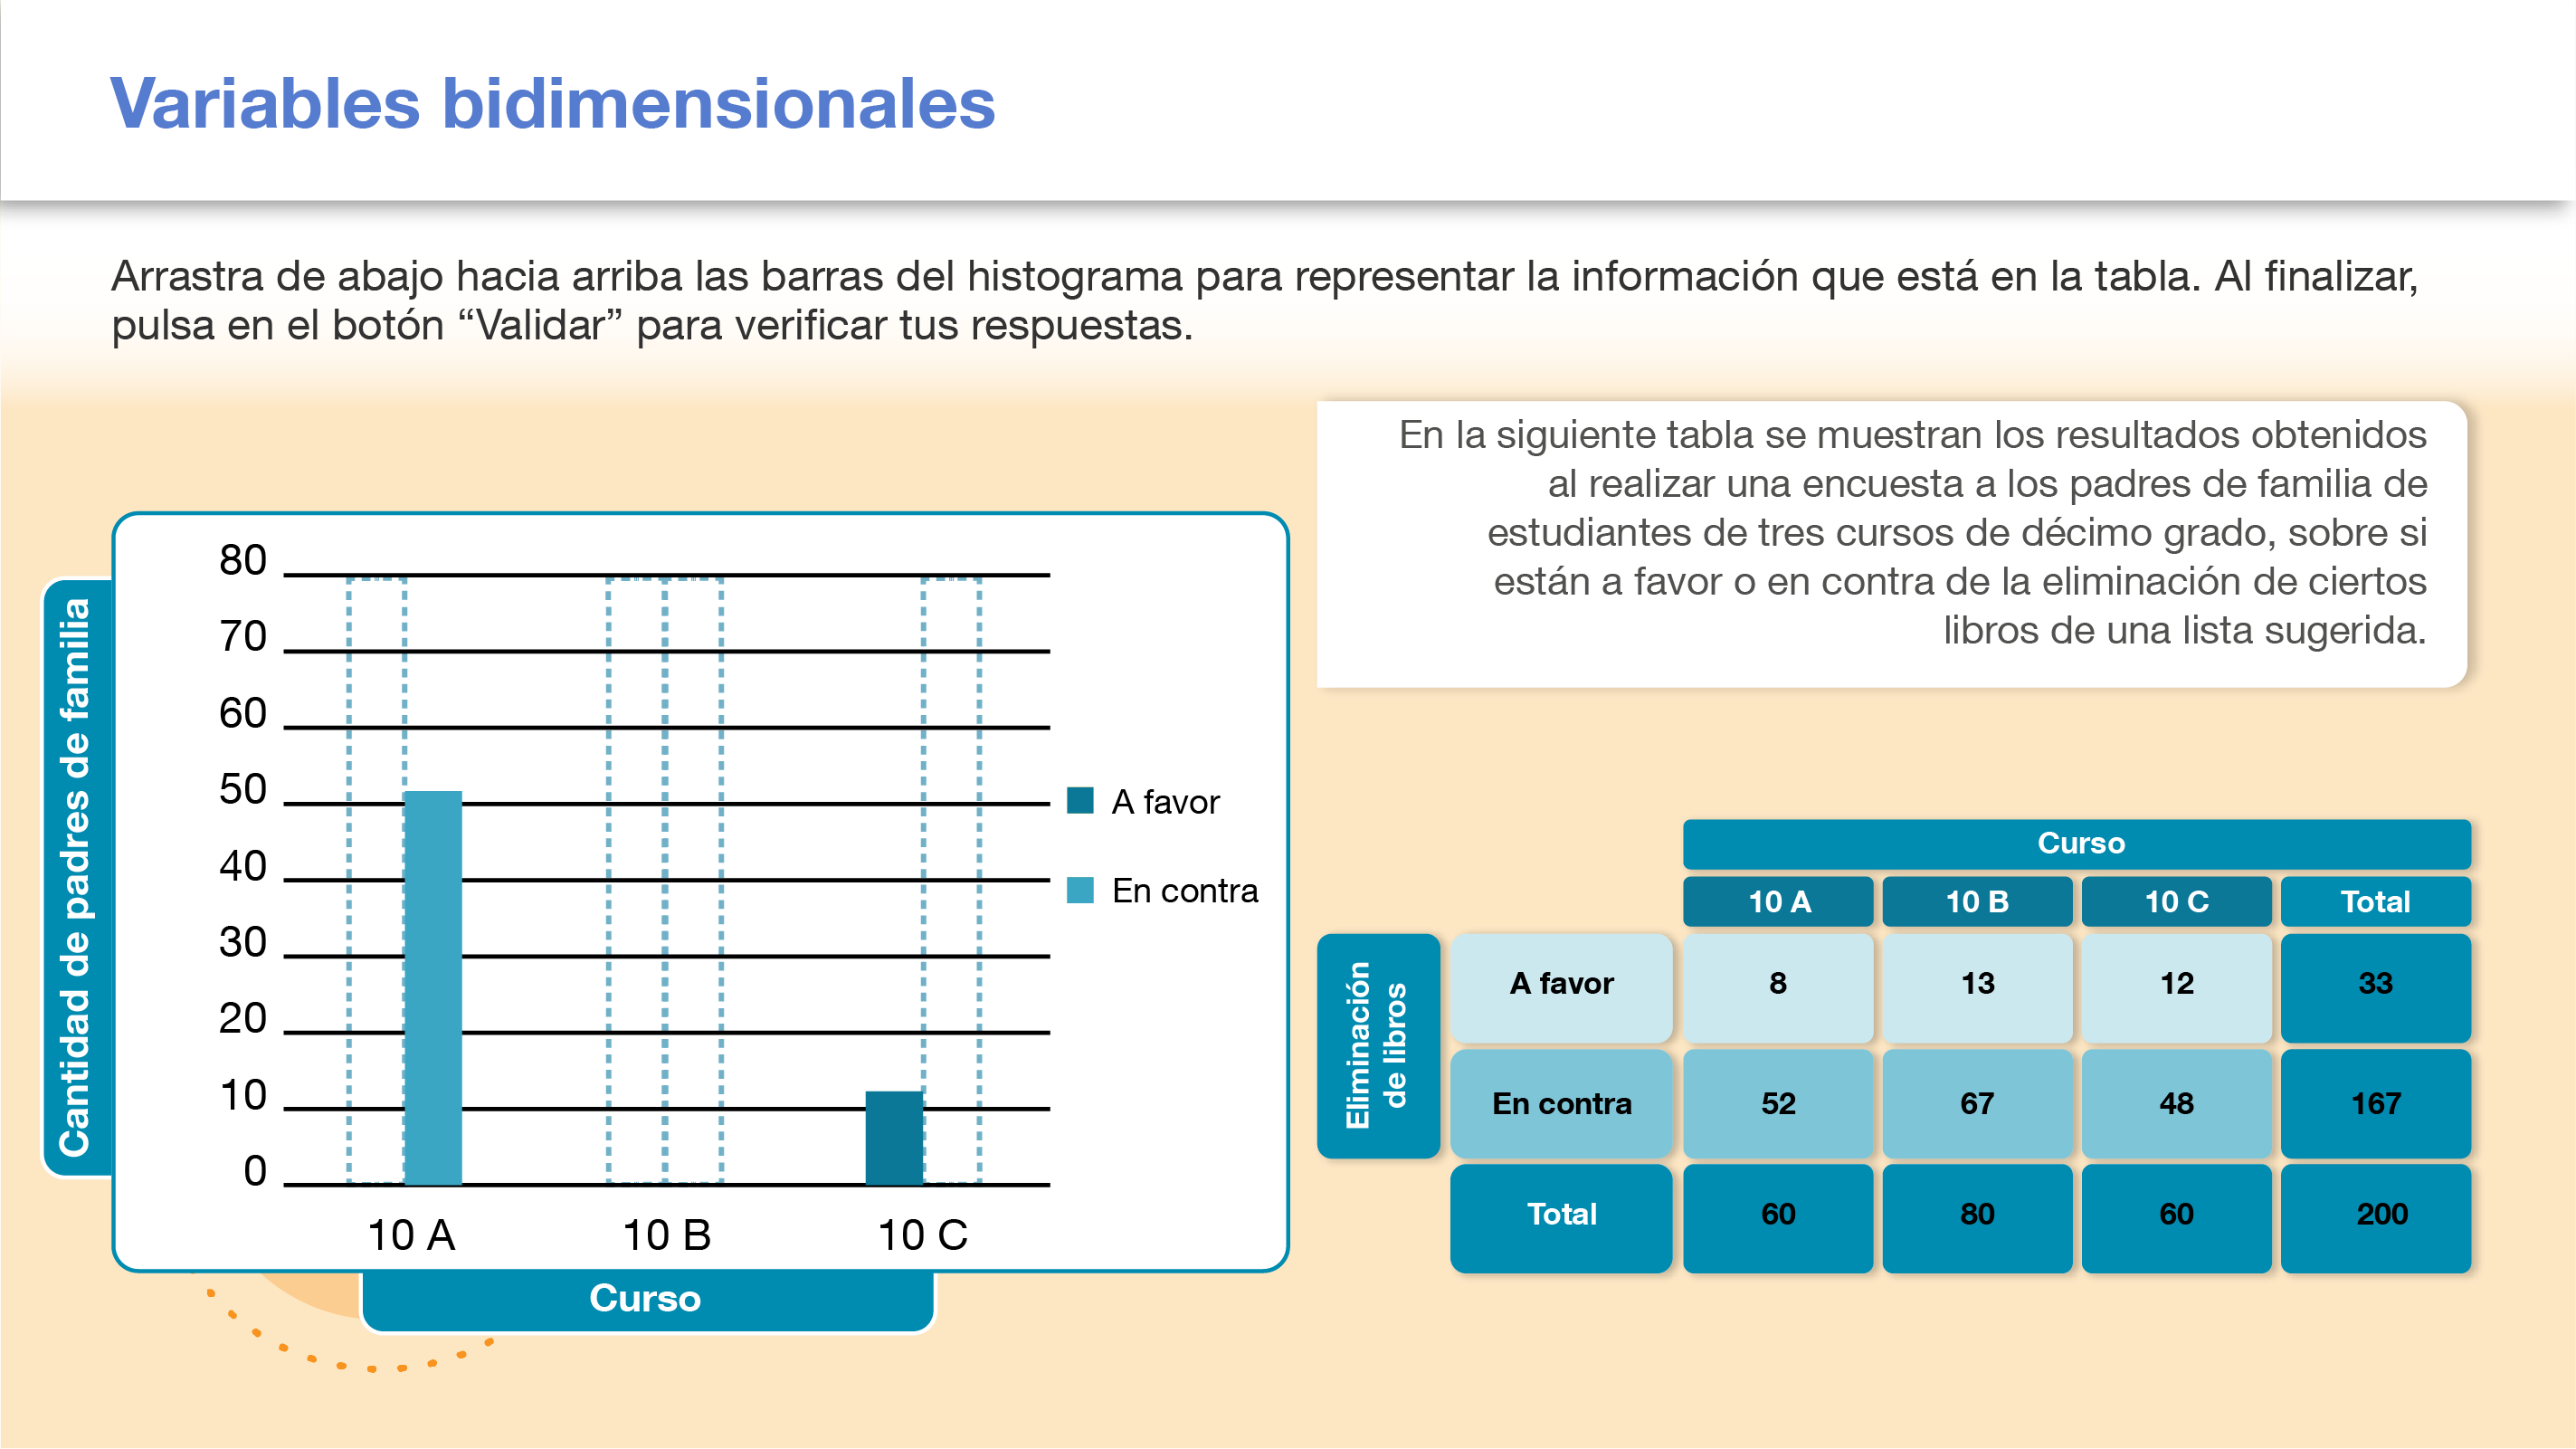 Variables bidimensionales
Arrastra de abajo hacia arriba las barras del histograma para representar la información que está en la tabla. Al finalizar,
pulsa en el botón “Validar” para verificar tus respuestas.
En la siguiente tabla se muestran los resultados obtenidos
al realizar una encuesta a los padres de familia de
estudiantes de tres cursos de décimo grado, sobre si
están a favor o en contra de la eliminación de ciertos
libros de una lista sugerida.
Cantidad de padres de familia
80
70
60
50
40
30
20
10
0
10 A 10 B 10 C
Curso
A favor
En contra
Curso
10 A 10 B 10 C Total
Eliminación
de libros
A favor 8 13 12 33
En contra 52 67 48 167
Total 60 80 60 200